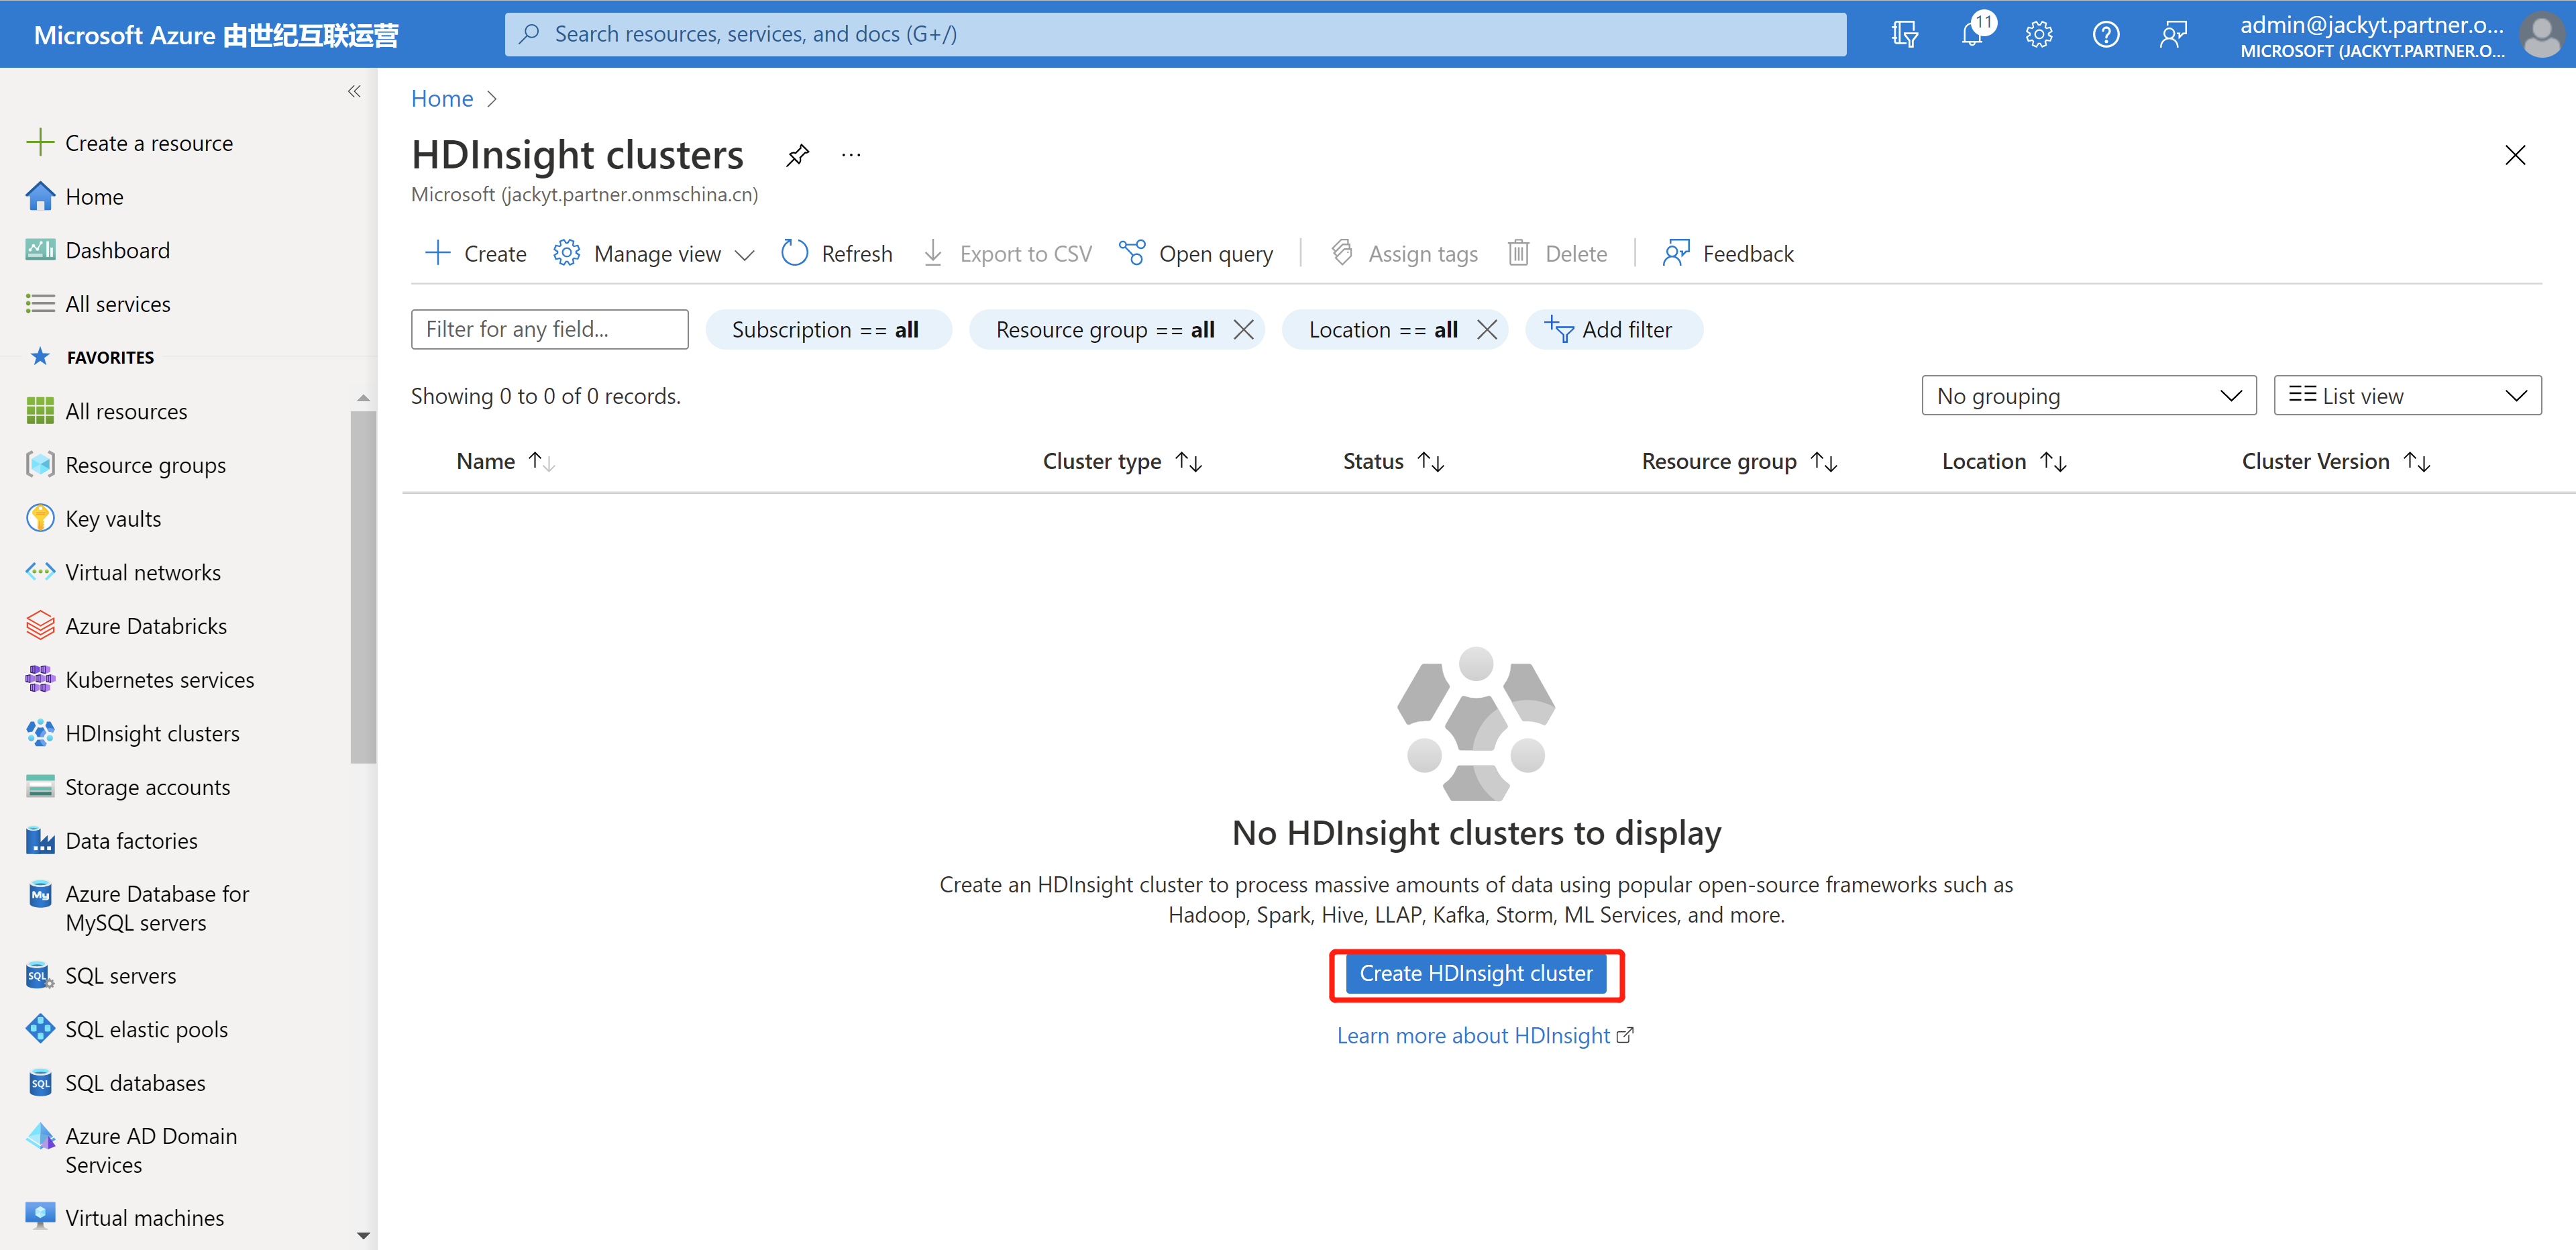 Microsoft Azure 由世纪互联运营
Search resources, services, and docs (G+/)
11
admin@jackyt.partner.o...
MICROSOFT (JACKYT.PARTNER.O...
Create a resource
Home
Dashboard
All services
FAVORITES
All resources
Resource groups
Key vaults
Virtual networks
Azure Databricks
Kubernetes services
HDInsight clusters
Storage accounts
Data factories
Azure Database for
MySQL servers
SQL servers
SQL elastic pools
SQL databases
Azure AD Domain
Services
Virtual machines
Home
HDInsight clusters
Microsoft (jackyt.partner.onmschina.cn)
Create Manage view Refresh Export to CSV Open query Assign tags Delete Feedback
Filter for any field... Subscription == all Resource group == all Location == all Add filter
Showing 0 to 0 of 0 records. No grouping List view
Name Cluster type Status Resource group Location Cluster Version
No HDInsight clusters to display
Create an HDInsight cluster to process massive amounts of data using popular open-source frameworks such as
Hadoop, Spark, Hive, LLAP, Kafka, Storm, ML Services, and more.
Create HDInsight cluster
Learn more about HDInsight